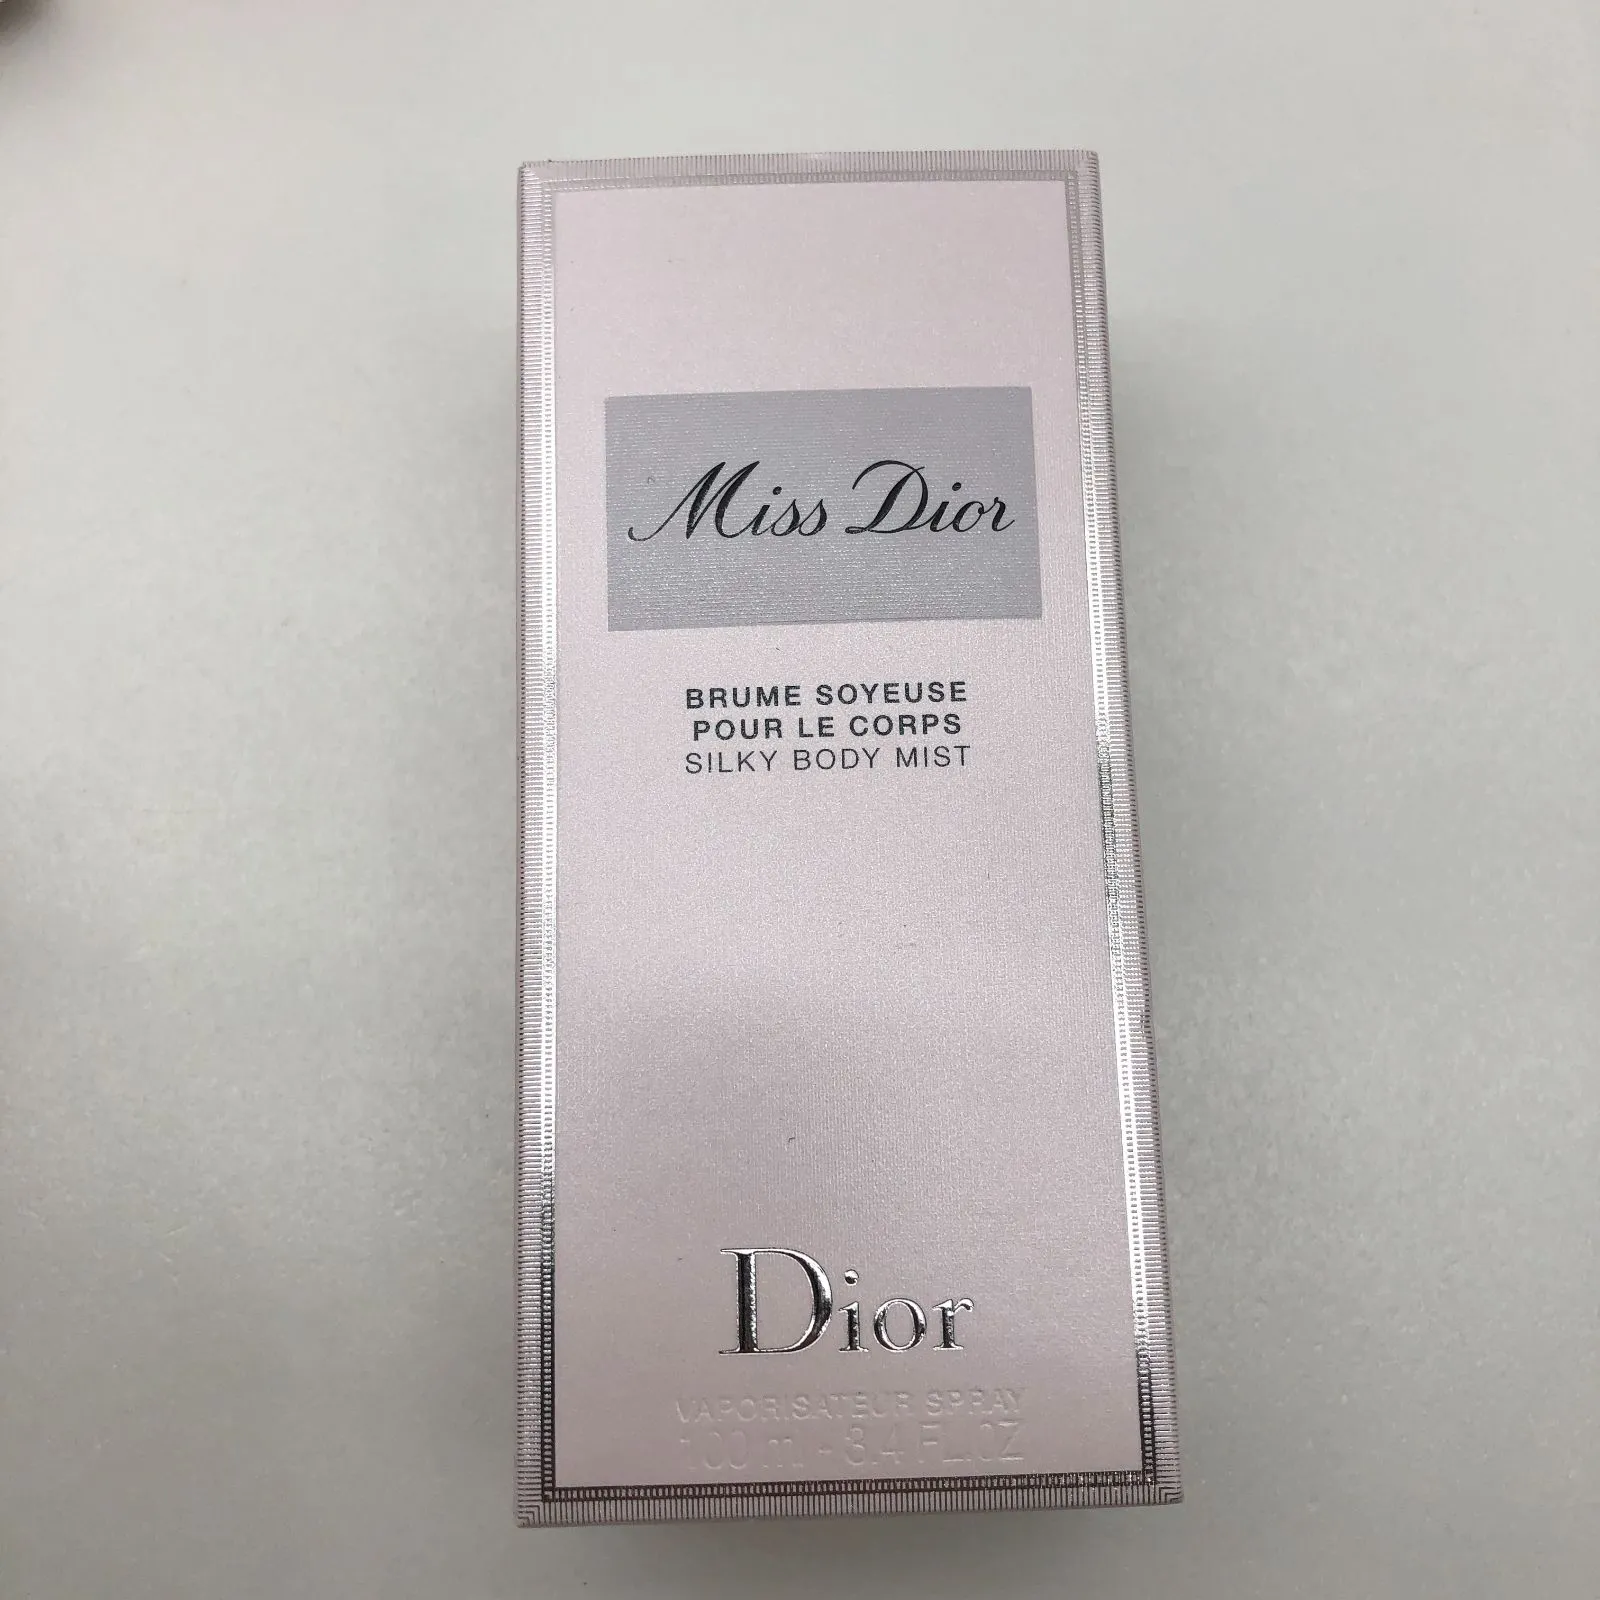 Miss Dior
BRUME SOYEUSE
POUR LE CORPS
SILKY BODY MIST
Dior
VAPORISATEUR SPRAY
100 ml - 3.4 FL.OZ